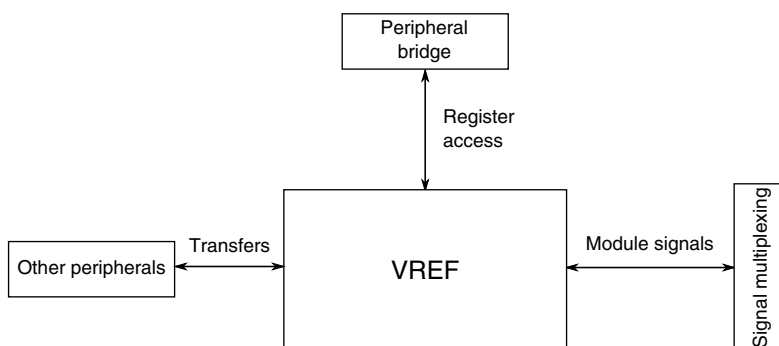 Peripheral
bridge
Register
access
Other peripherals
Transfers
VREF
Module signals
Signal multiplexing